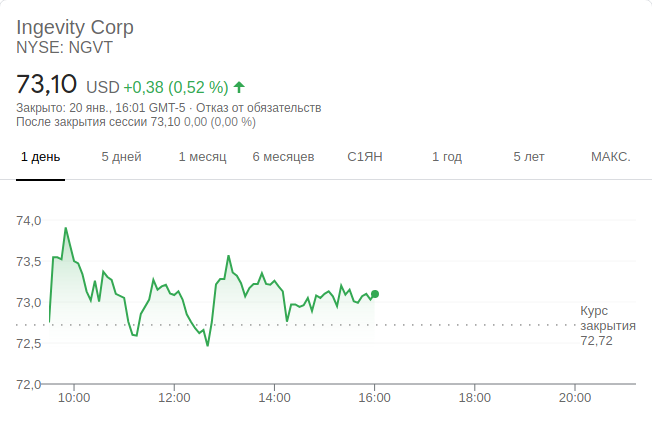 Ingevity Corp
NYSE: NGVT
73,10 USD +0,38 (0,52 %)
Закрыто: 20 янв., 16:01 GMT-5 · Отказ от обязательств
После закрытия сессии 73,10 0,00 (0,00 %)
1 день 5 дней 1 месяц 6 месяцев С1ЯН 1 год 5 лет МАКС.
74,0
73,5
73,0
Курс
закрытия
72,72
72,5
72,0
10:00 12:00 14:00 16:00 18:00 20:00